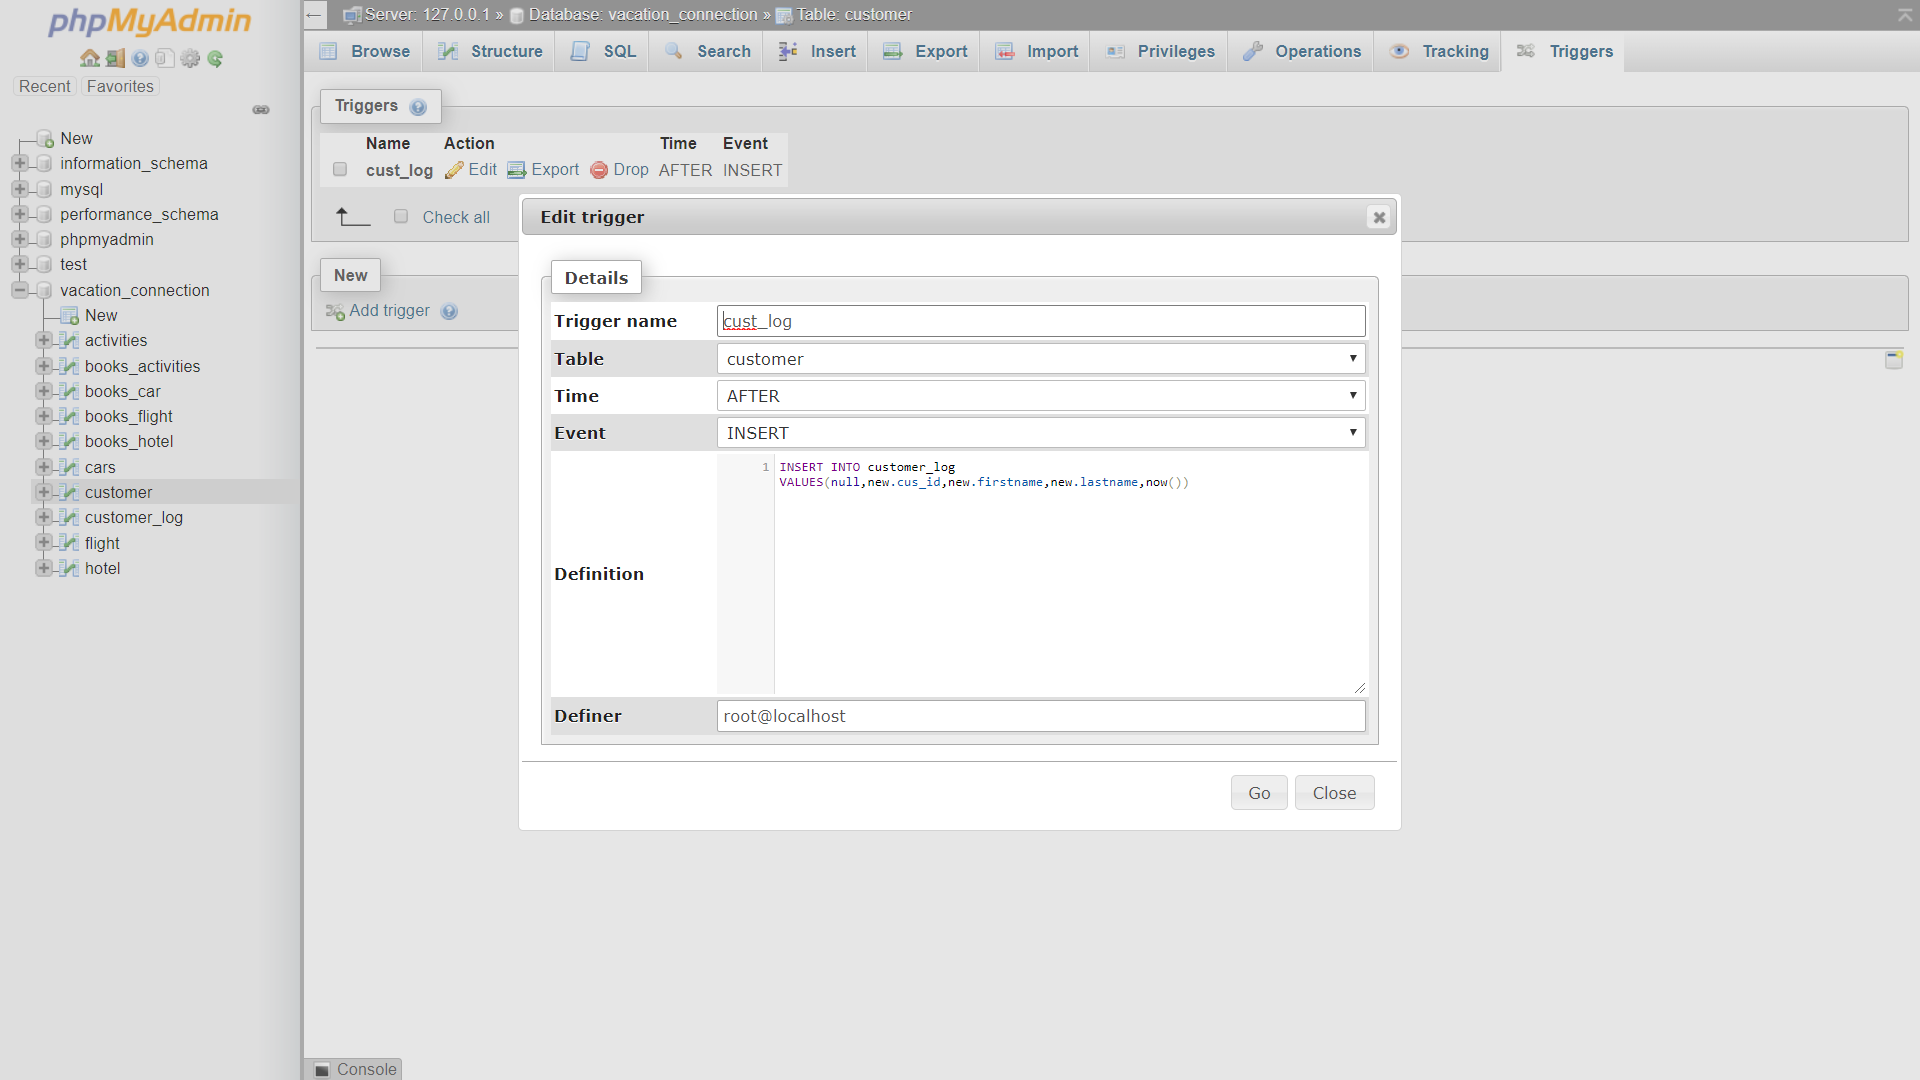 phpMyAdmin
Recent Favorites
New
information_schema
mysql
performance_schema
phpmyadmin
test
vacation_connection
New
activities
books_activities
books_car
books_flight
books_hotel
cars
customer
customer_log
flight
hotel
Server: 127.0.0.1 » Database: vacation_connection » Table: customer
Browse Structure SQL Search Insert Export Import Privileges Operations Tracking Triggers
Triggers
Name Action Time Event
cust_log Edit Export Drop AFTER INSERT
Check all
New
Add trigger
Edit trigger
Details
Trigger name cust_log
Table customer
Time AFTER
Event INSERT
Definition
1 INSERT INTO customer_log
VALUES(null,new.cus_id,new.firstname,new.lastname,now())
Definer root@localhost
Go Close
Console